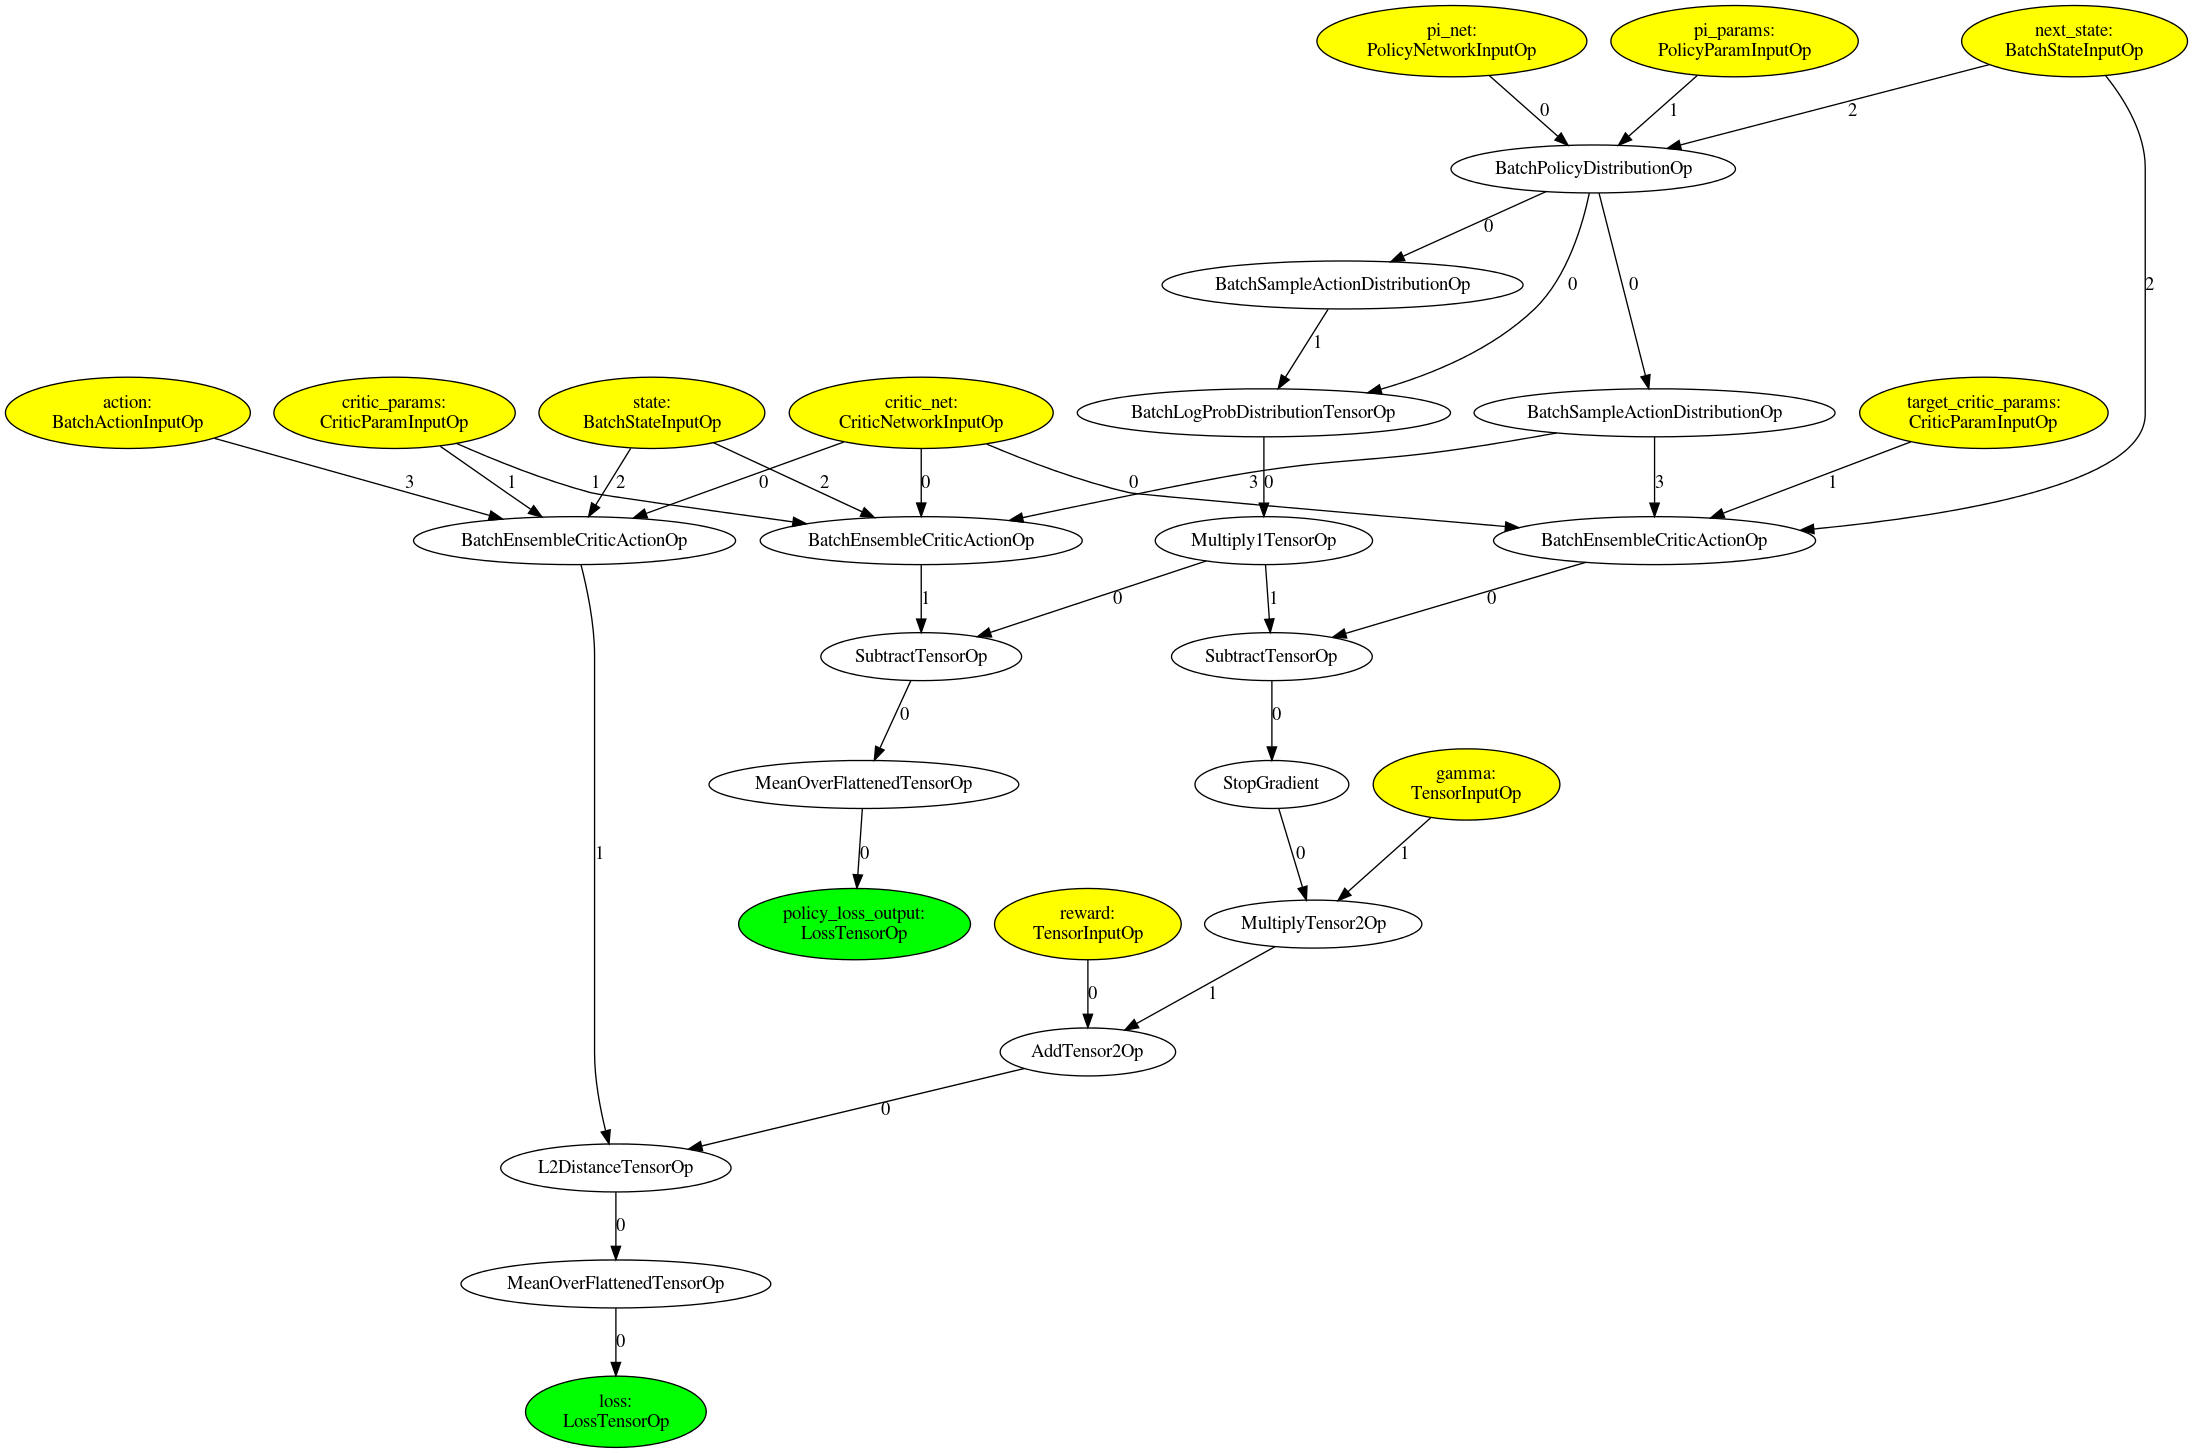 pi_net:
PolicyNetworkInputOp
pi_params:
PolicyParamInputOp
next_state:
BatchStateInputOp
0
1
2
BatchPolicyDistributionOp
0
BatchSampleActionDistributionOp
0
0
2
1
action:
BatchActionInputOp
critic_params:
CriticParamInputOp
state:
BatchStateInputOp
critic_net:
CriticNetworkInputOp
BatchLogProbDistributionTensorOp
BatchSampleActionDistributionOp
target_critic_params:
CriticParamInputOp
3
1
1
2
0
2
0
0
3
0
3
1
BatchEnsembleCriticActionOp
BatchEnsembleCriticActionOp
Multiply1TensorOp
BatchEnsembleCriticActionOp
1
0
1
0
SubtractTensorOp
SubtractTensorOp
0
0
MeanOverFlattenedTensorOp
StopGradient
gamma:
TensorInputOp
1
0
0
1
policy_loss_output:
LossTensorOp
reward:
TensorInputOp
MultiplyTensor2Op
0
1
AddTensor2Op
0
L2DistanceTensorOp
0
MeanOverFlattenedTensorOp
0
loss:
LossTensorOp